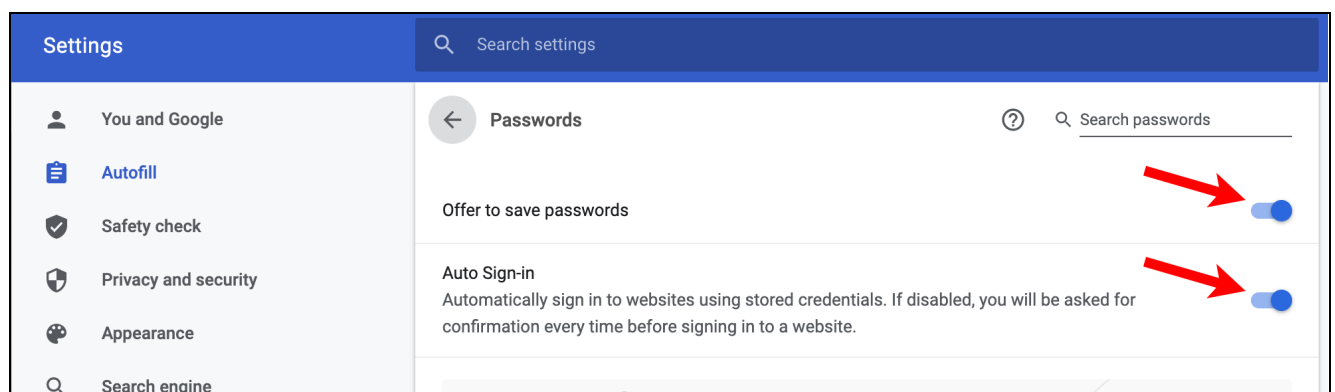 Settings
Search settings
You and Google
Autofill
Safety check
Privacy and security
Appearance
Search engine
Passwords
Search passwords
Offer to save passwords
Auto Sign-in
Automatically sign in to websites using stored credentials. If disabled, you will be asked for
confirmation every time before signing in to a website.